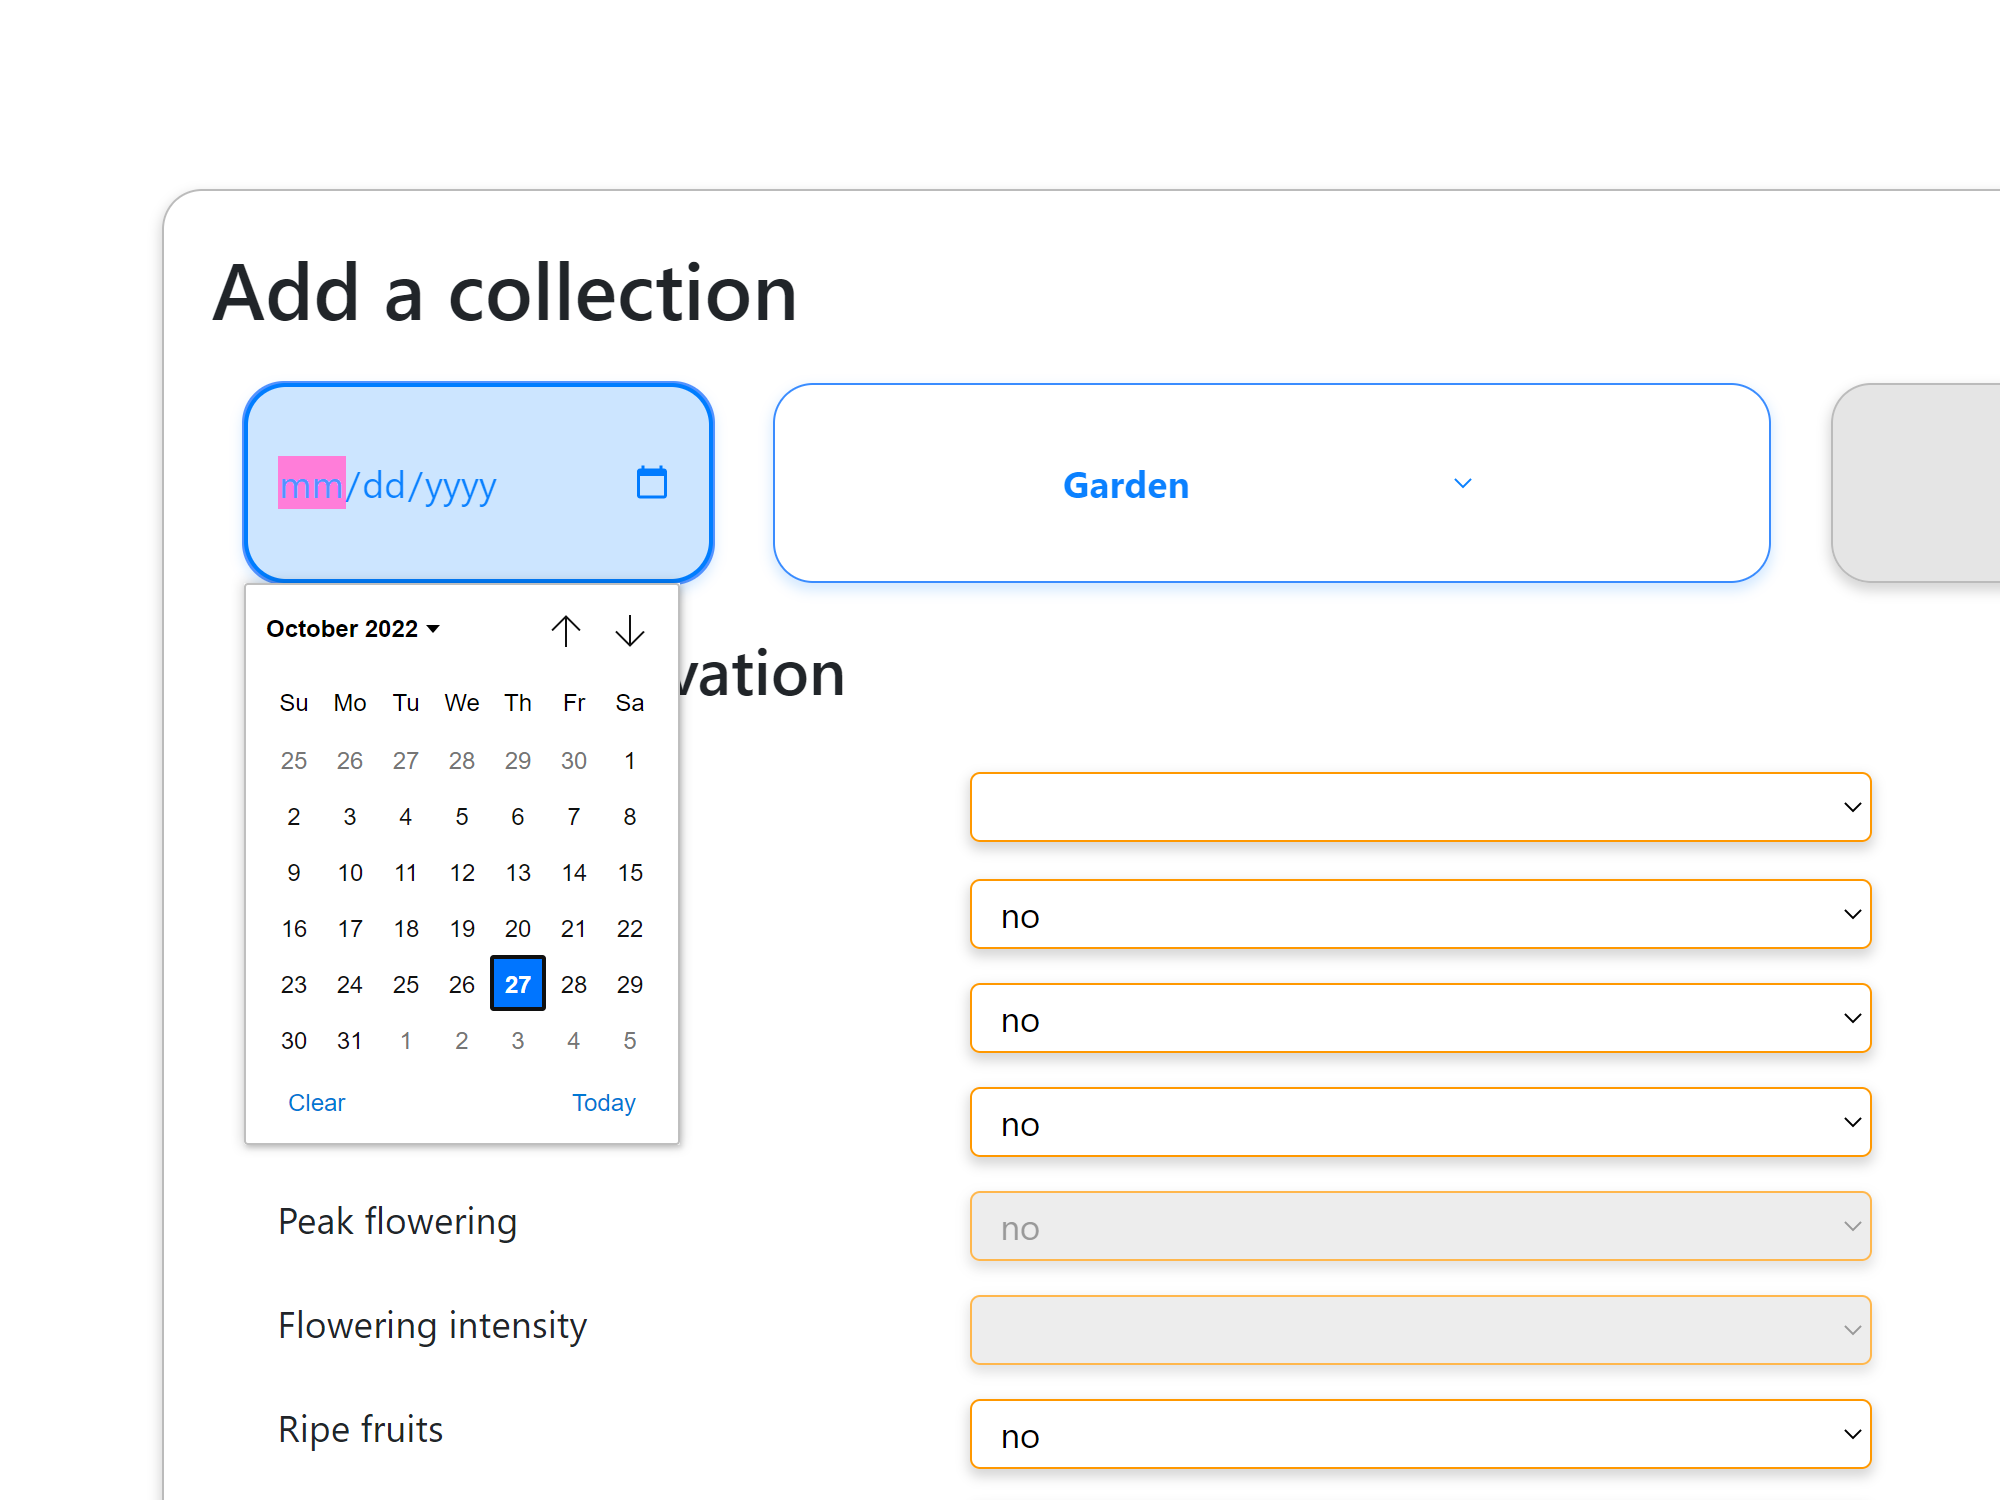 Add a collection
mm/dd/yyyy
Garden
October 2022
Su Mo Tu We Th Fr Sa
25 26 27 28 29 30 1
2 3 4 5 6 7 8
9 10 11 12 13 14 15
16 17 18 19 20 21 22
23 24 25 26 27 28 29
30 31 1 2 3 4 5
Clear Today
vation
no
no
no
Peak flowering no
Flowering intensity
Ripe fruits no